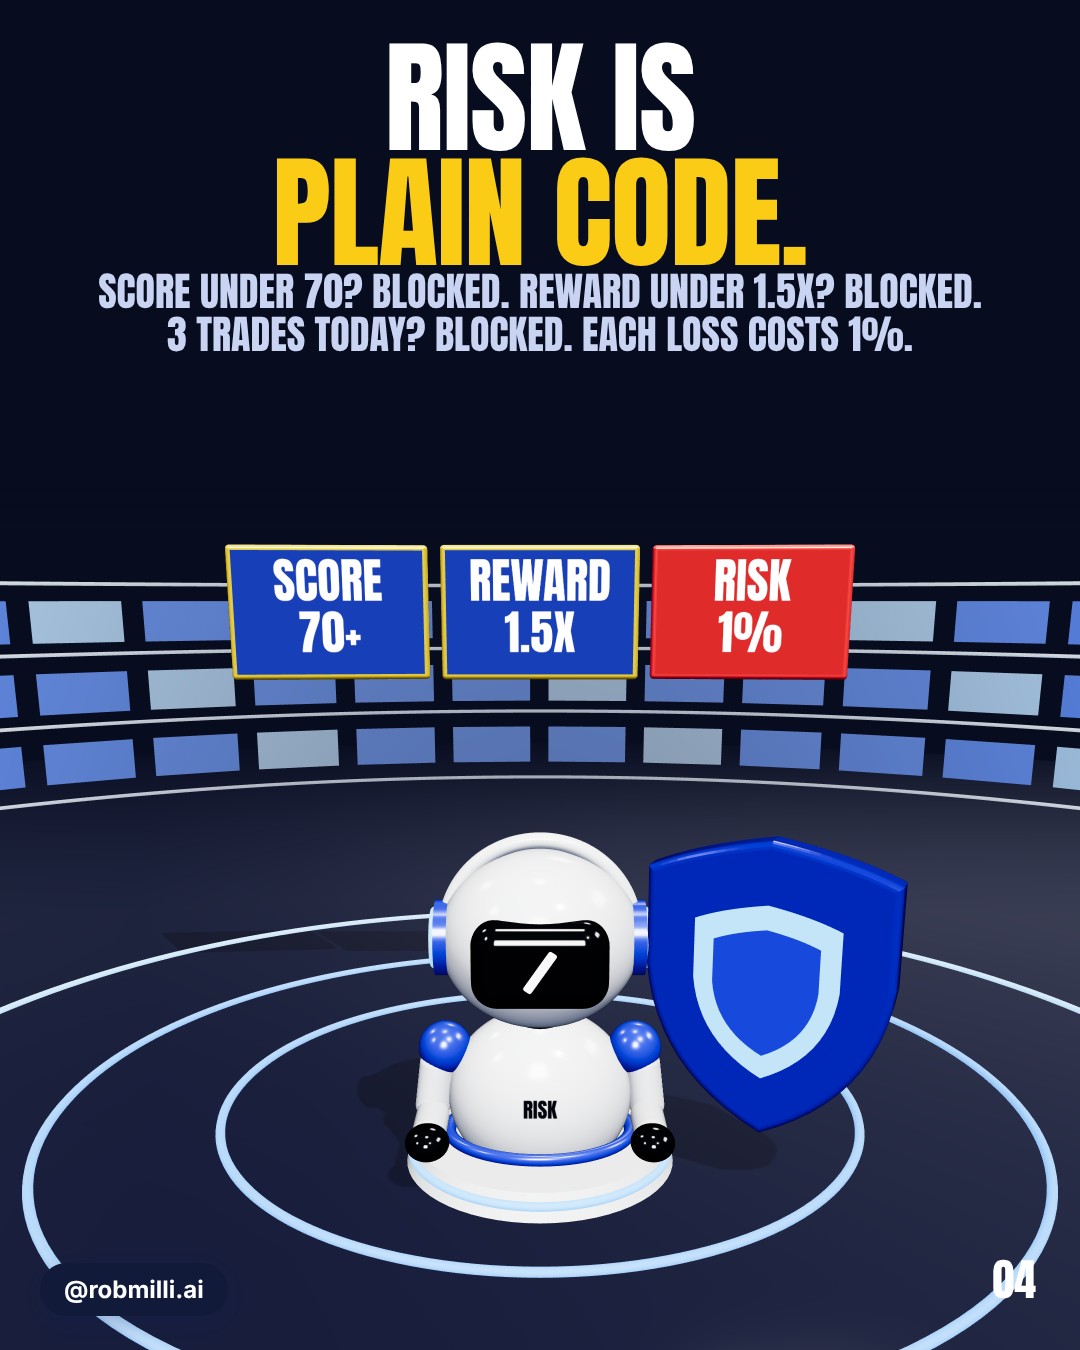 RISK IS
PLAIN CODE.
SCORE UNDER 70? BLOCKED. REWARD UNDER 1.5X? BLOCKED.
3 TRADES TODAY? BLOCKED. EACH LOSS COSTS 1%.
SCORE
70+
REWARD
1.5X
RISK
1%
RISK
@robmilli.ai
04